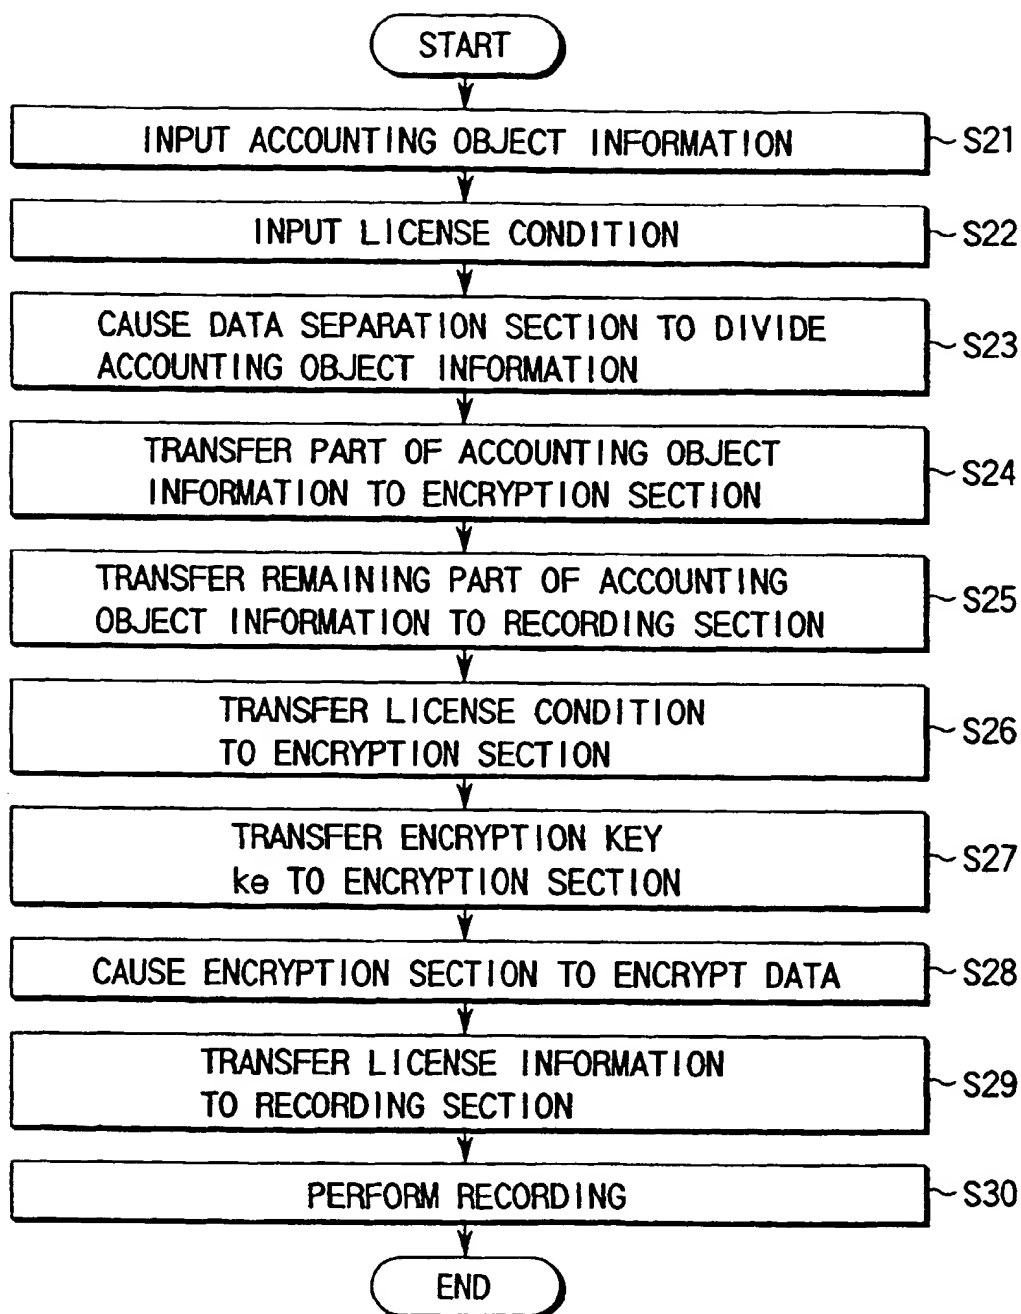 START
INPUT ACCOUNTING OBJECT INFORMATION
S21
INPUT LICENSE CONDITION
S22
CAUSE DATA SEPARATION SECTION TO DIVIDE
ACCOUNTING OBJECT INFORMATION
S23
TRANSFER PART OF ACCOUNTING OBJECT
INFORMATION TO ENCRYPTION SECTION
S24
TRANSFER REMAINING PART OF ACCOUNTING
OBJECT INFORMATION TO RECORDING SECTION
S25
TRANSFER LICENSE CONDITION
TO ENCRYPTION SECTION
S26
TRANSFER ENCRYPTION KEY
ke TO ENCRYPTION SECTION
S27
CAUSE ENCRYPTION SECTION TO ENCRYPT DATA
S28
TRANSFER LICENSE INFORMATION
TO RECORDING SECTION
S29
PERFORM RECORDING
S30
END